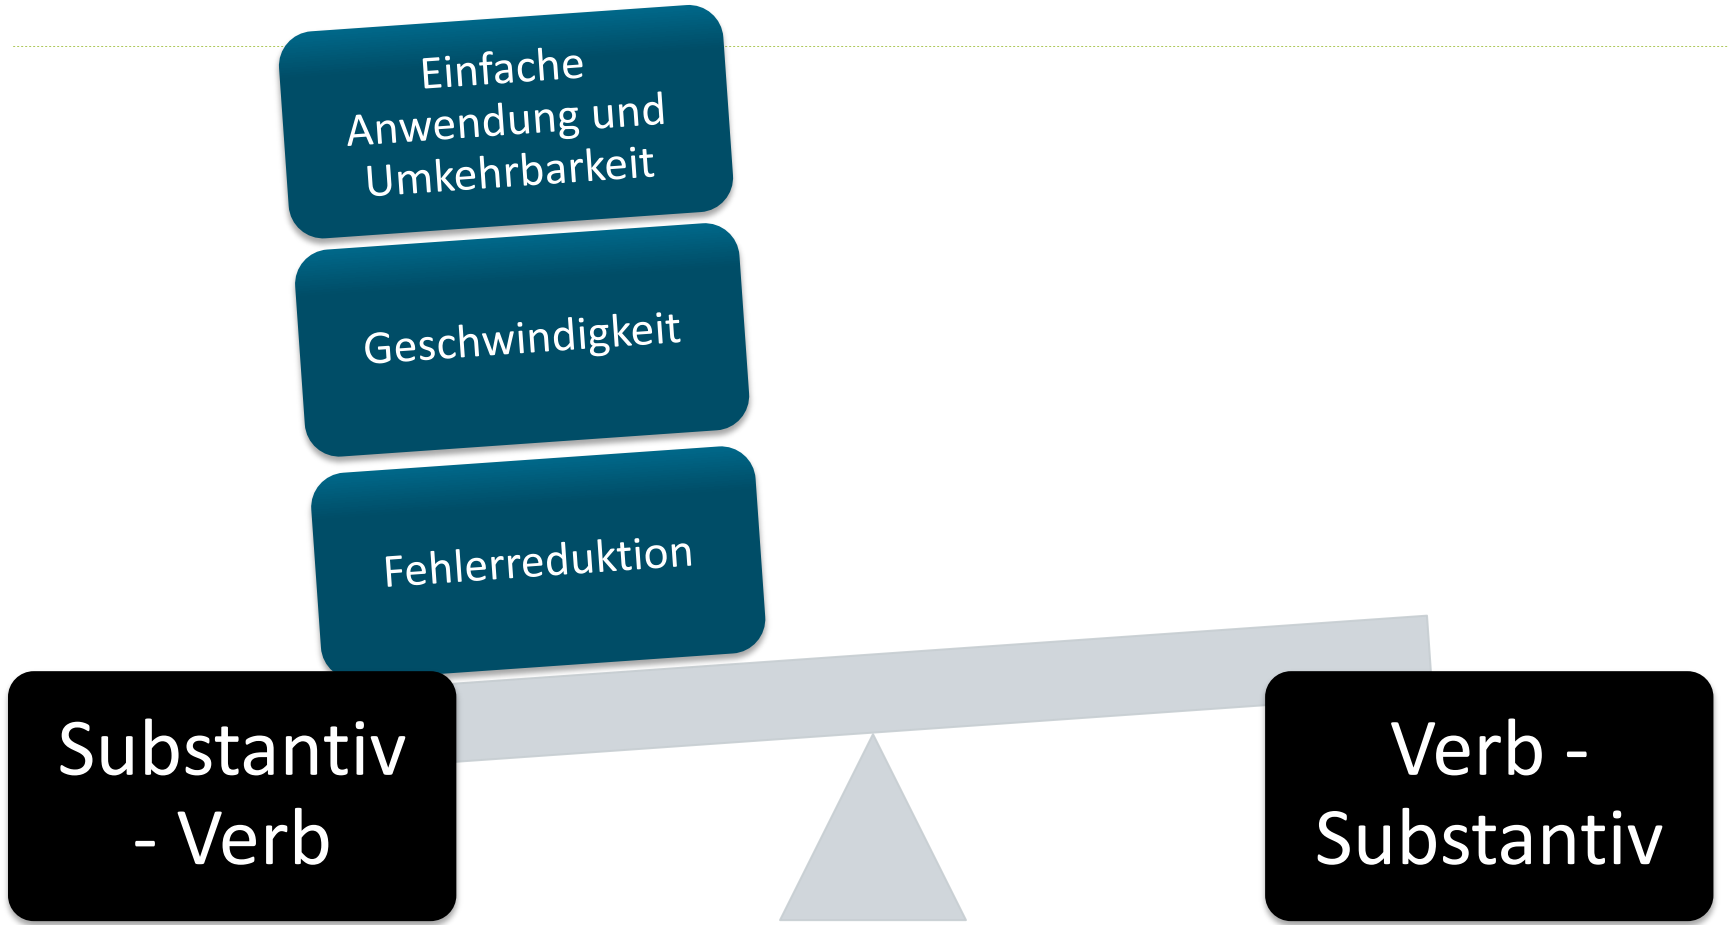 Einfache
Anwendung und
Umkehrbarkeit
Geschwindigkeit
Fehlerreduktion
Substantiv
- Verb
Verb -
Substantiv